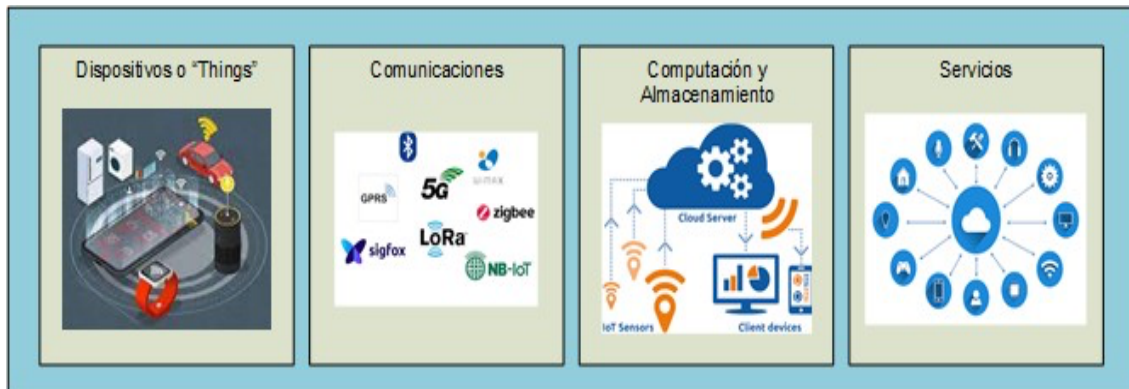 Dispositivos o “Things”
Comunicaciones
GPRS
5G
zigbee
sigfox
LoRa
NB-IoT
Computación y
Almacenamiento
Cloud Server
IoT Sensors
Client devices
Servicios